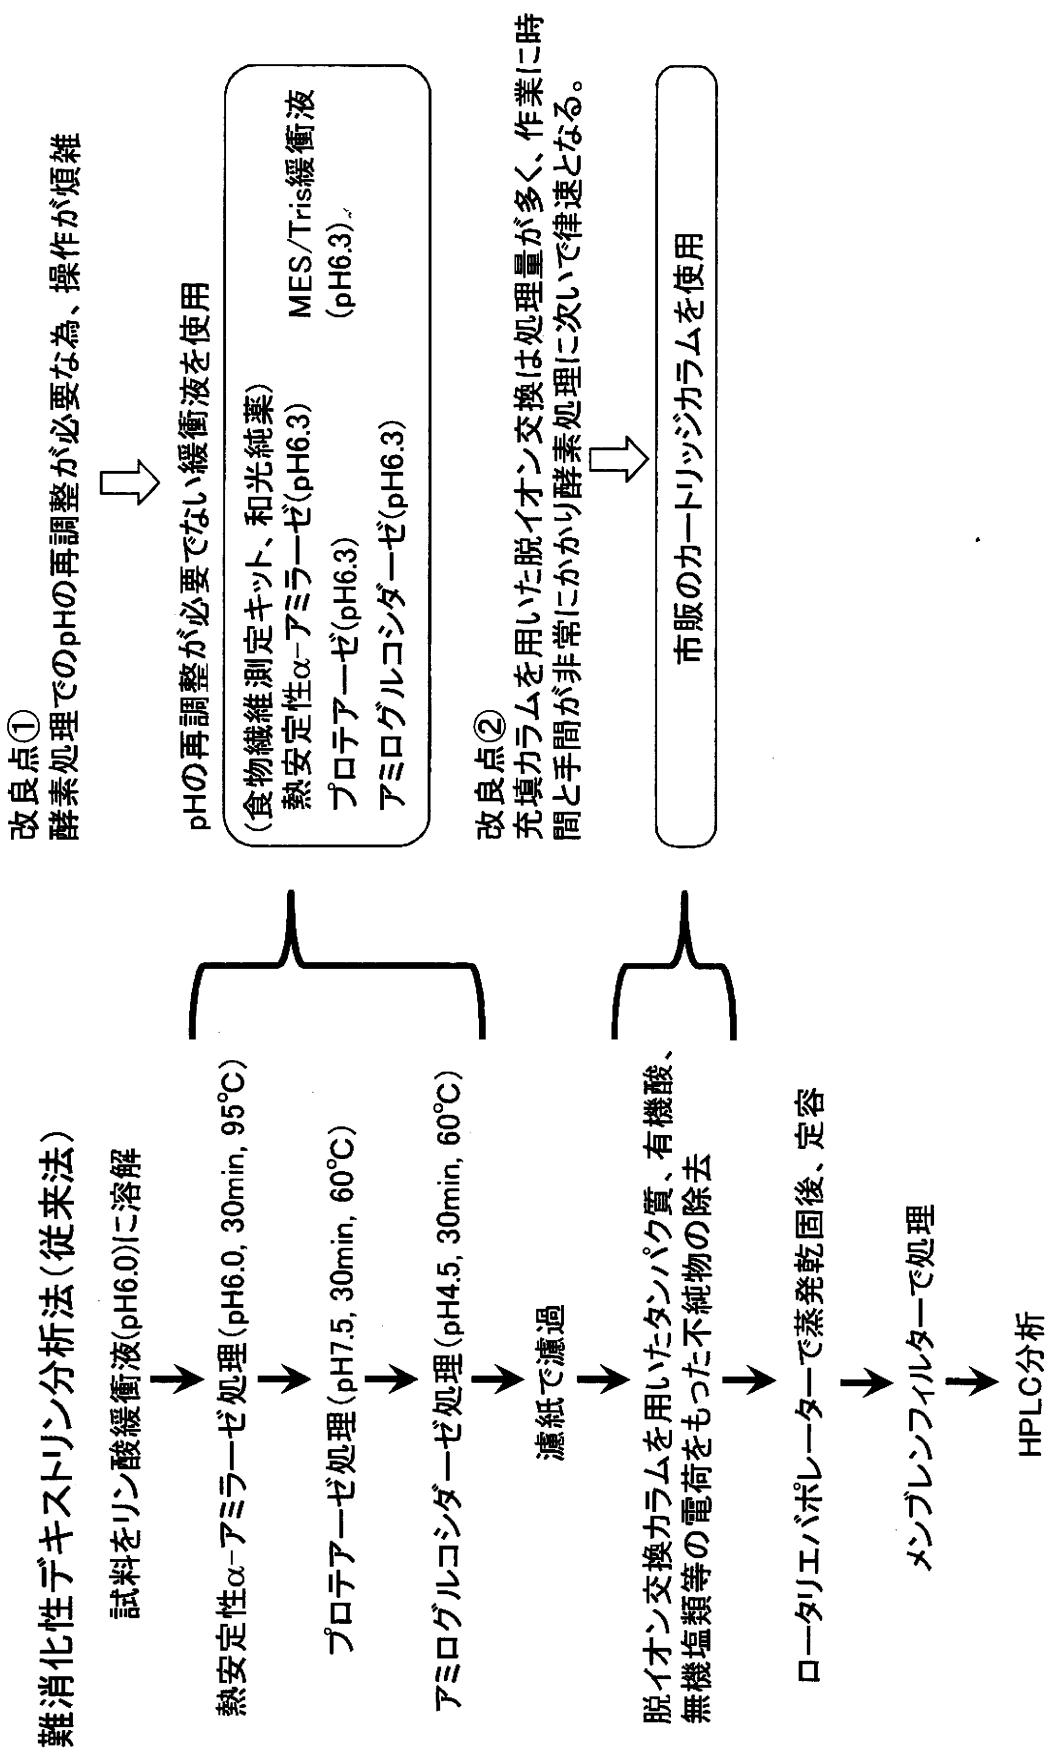 難消化性デキストリン分析法(従来法)
試料をリン酸緩衝液(pH6.0)に溶解
熱安定性α-アミラーゼ処理(pH6.0, 30min, 95℃)
プロテアーゼ処理(pH7.5, 30min, 60℃)
アミログルコシダーゼ処理(pH4.5, 30min, 60℃)
濾紙で濾過
脱イオン交換カラムを用いたタンパク質、有機酸、
無機塩類等の電荷をもった不純物の除去
ロータリエバポレーターで蒸発乾固後、定容
メンブレンフィルターで処理
HPLC分析
改良点①
酵素処理でのpHの再調整が必要な為、操作が煩雑
pHの再調整が必要でない緩衝液を使用
(食物繊維測定キット、和光純薬)
熱安定性α-アミラーゼ(pH6.3)
プロテアーゼ(pH6.3)
アミログルコシダーゼ(pH6.3)
MES/Tris緩衝液
(pH6.3)
改良点②
充填カラムを用いた脱イオン交換は処理量が多く、作業に時
間と手間が非常にかかり酵素処理に次いで律速となる。
市販のカートリッジカラムを使用